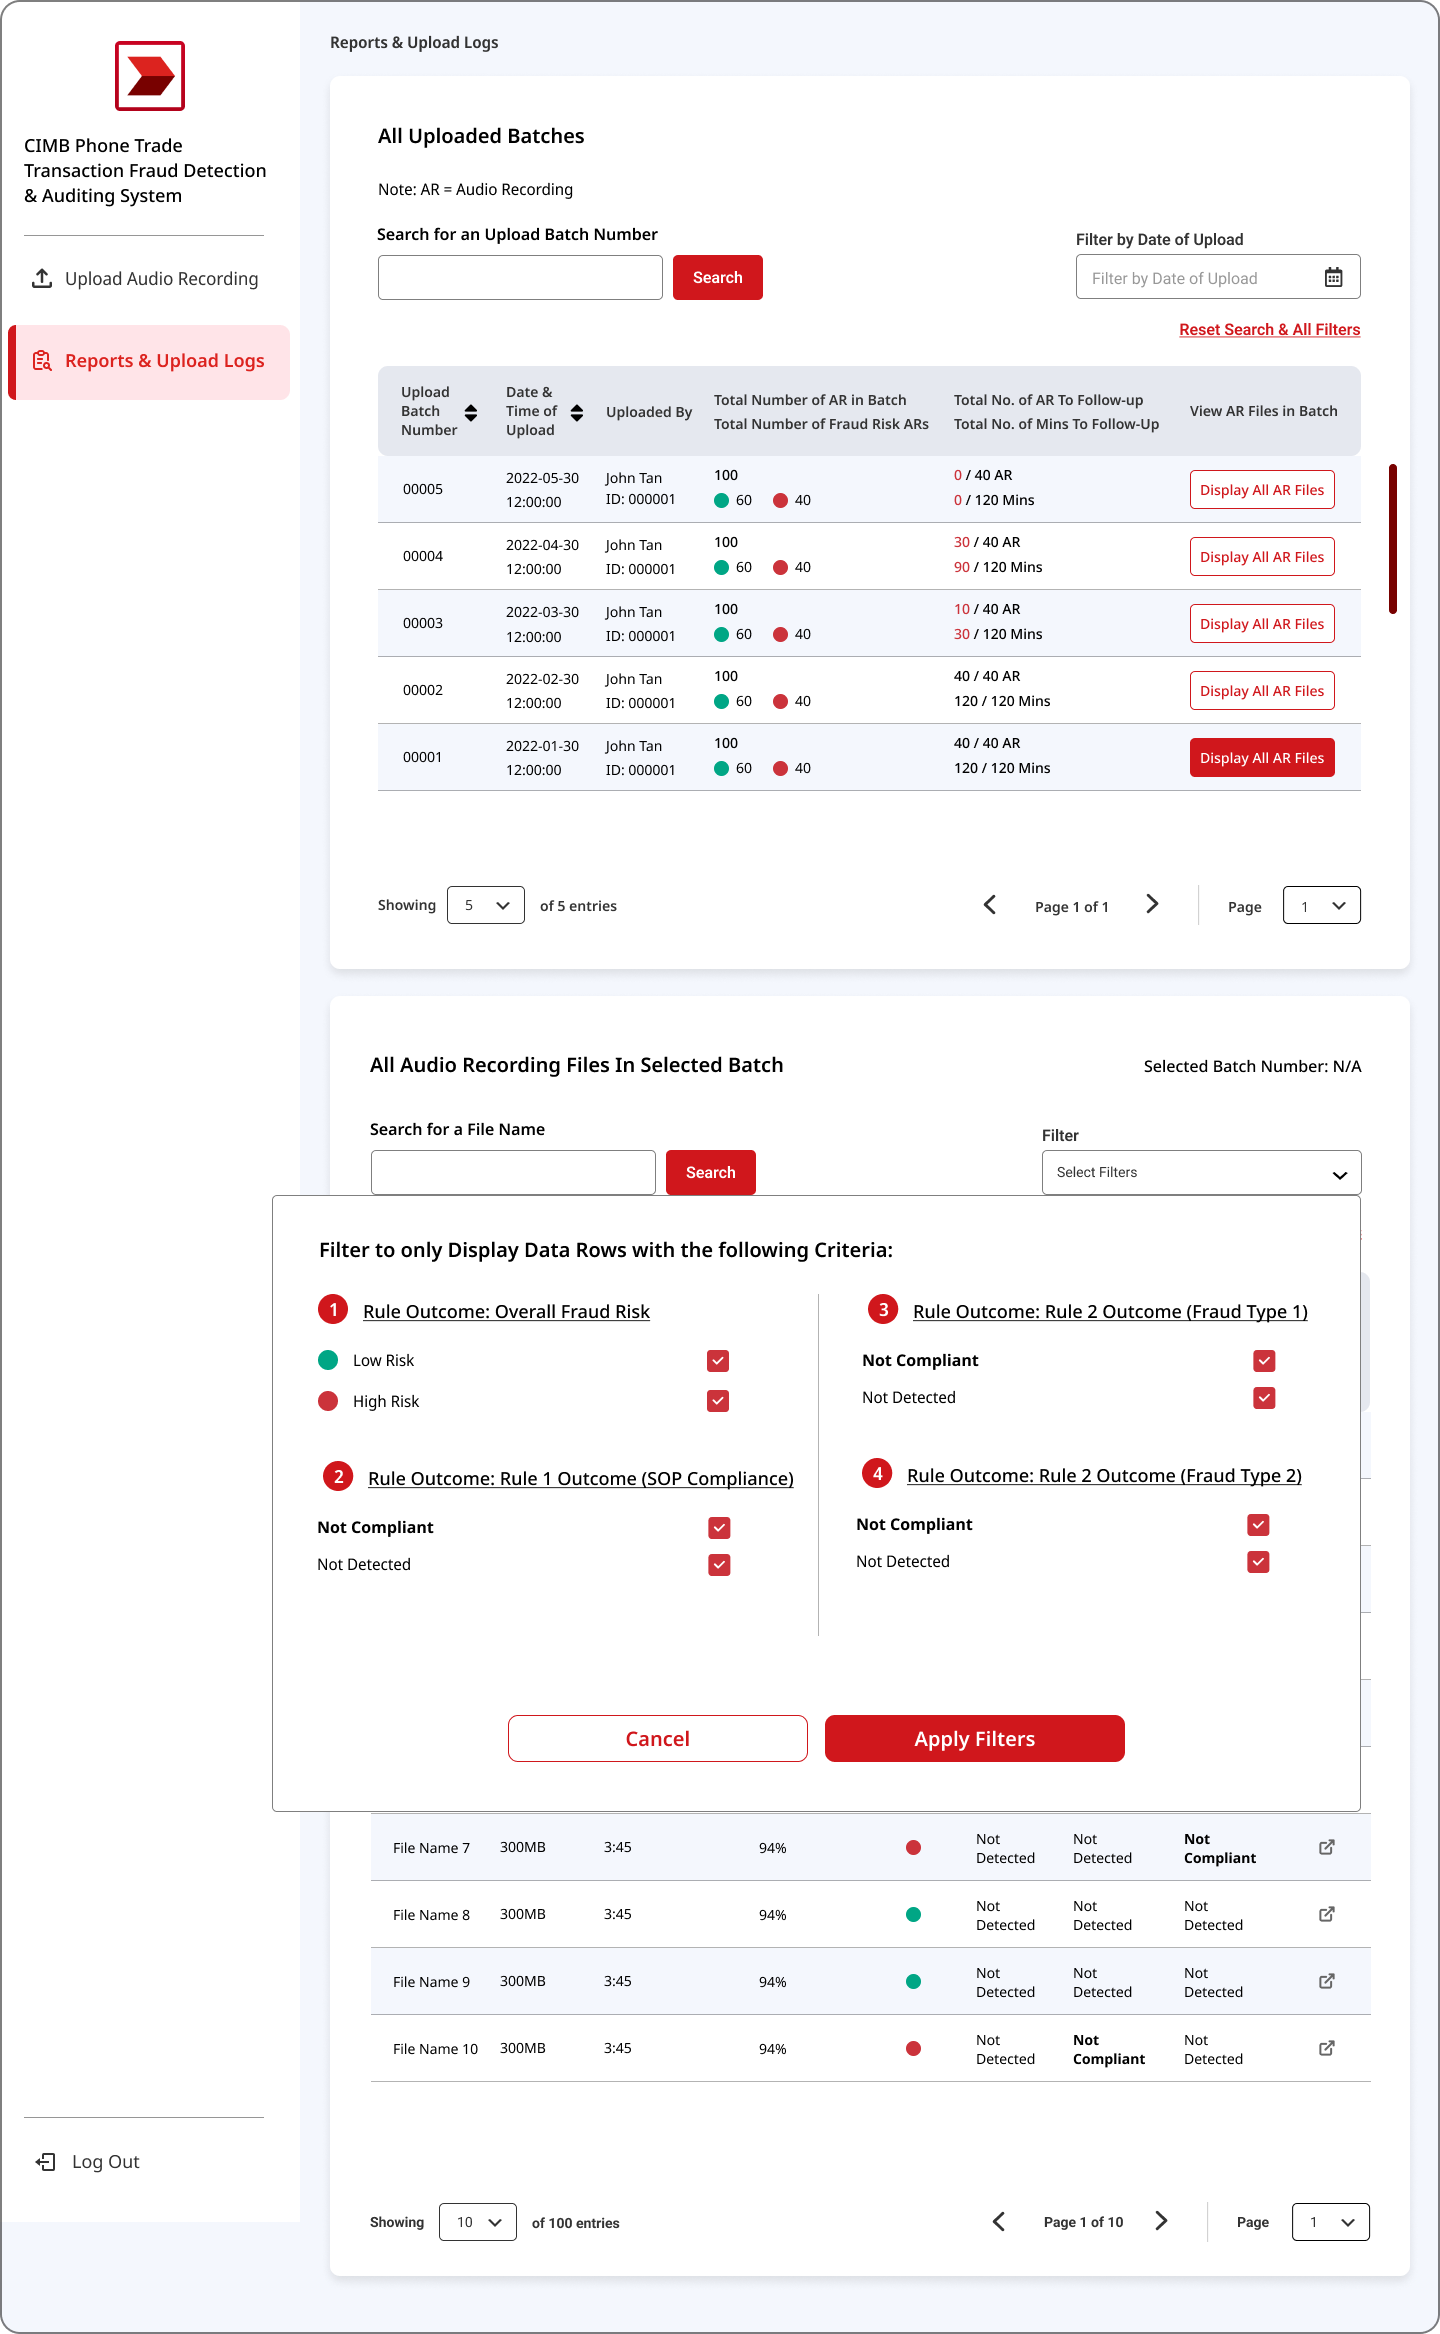 Reports & Upload Logs
CIMB Phone Trade
Transaction Fraud Detection
& Auditing System
Upload Audio Recording
Reports & Upload Logs
All Uploaded Batches
Note: AR = Audio Recording
Search for an Upload Batch Number
Search
Filter by Date of Upload
Filter by Date of Upload
Reset Search & All Filters
Upload
Batch
Number
Date &
Time of
Upload
Uploaded By
Total Number of AR in Batch
Total Number of Fraud Risk ARs
Total No. of AR To Follow-up
Total No. of Mins To Follow-Up
View AR Files in Batch
00005
2022-05-30
12:00:00
John Tan
ID: 000001
100
60 40
0 / 40 AR
0 / 120 Mins
Display All AR Files
00004
2022-04-30
12:00:00
John Tan
ID: 000001
100
60 40
30 / 40 AR
90 / 120 Mins
Display All AR Files
00003
2022-03-30
12:00:00
John Tan
ID: 000001
100
60 40
10 / 40 AR
30 / 120 Mins
Display All AR Files
00002
2022-02-30
12:00:00
John Tan
ID: 000001
100
60 40
40 / 40 AR
120 / 120 Mins
Display All AR Files
00001
2022-01-30
12:00:00
John Tan
ID: 000001
100
60 40
40 / 40 AR
120 / 120 Mins
Display All AR Files
Showing 5 of 5 entries
Page 1 of 1
Page 1
All Audio Recording Files In Selected Batch
Selected Batch Number: N/A
Search for a File Name
Search
Filter
Select Filters
Filter to only Display Data Rows with the following Criteria:
1 Rule Outcome: Overall Fraud Risk
Low Risk
High Risk
2 Rule Outcome: Rule 1 Outcome (SOP Compliance)
Not Compliant
Not Detected
3 Rule Outcome: Rule 2 Outcome (Fraud Type 1)
Not Compliant
Not Detected
4 Rule Outcome: Rule 2 Outcome (Fraud Type 2)
Not Compliant
Not Detected
Cancel
Apply Filters
File Name 7
300MB
3:45
94%
Not
Detected
Not
Detected
Not
Compliant
File Name 8
300MB
3:45
94%
Not
Detected
Not
Detected
Not
Detected
File Name 9
300MB
3:45
94%
Not
Detected
Not
Detected
Not
Detected
File Name 10
300MB
3:45
94%
Not
Detected
Not
Compliant
Not
Detected
Log Out
Showing 10 of 100 entries
Page 1 of 10
Page 1